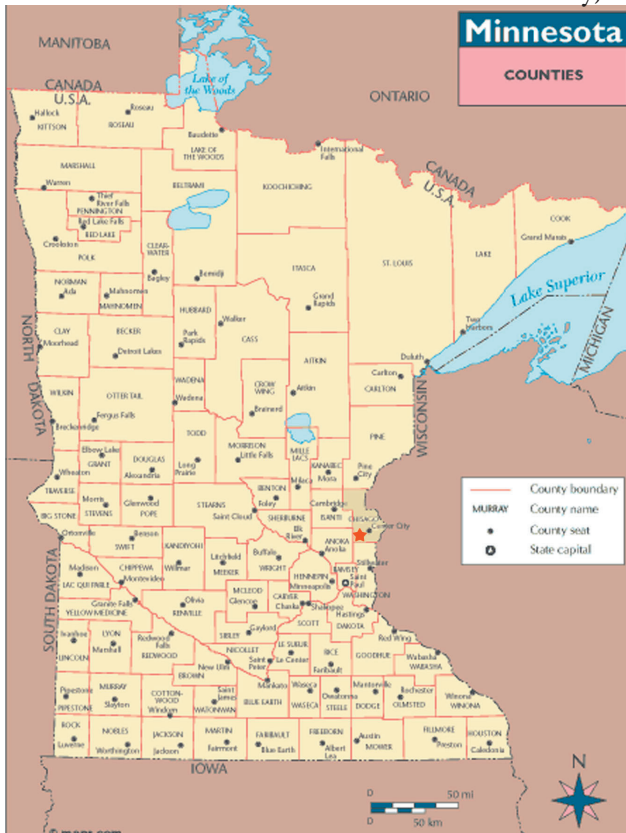 Minnesota
COUNTIES
MANITOBA
CANADA
U.S.A.
Lake of
the Woods
ONTARIO
Hallock
KITTSON
Roseau
ROSEAU
Baudette
LAKE OF
THE WOODS
International
Falls
CANADA
U.S.A.
MARSHALL
Warren
BELTRAMI
KOOCHICHING
Thief
River Falls
PENNINGTON
Red Lake Falls
RED LAKE
Crookston
POLK
CLEAR-
WATER
Bagley
Bemidji
COOK
Grand Marais
ST. LOUIS
LAKE
ITASCA
Grand
Rapids
Lake Superior
Two
Harbors
MICHIGAN
NORMAN
Ada
Mahnomen
MAHNOMEN
HUBBARD
Park
Rapids
Walker
CASS
NORTH DAKOTA
CLAY
Moorhead
BECKER
Detroit Lakes
AITKIN
Aitkin
Duluth
Carlton
CARLTON
WISCONSIN
WILKIN
Breckenridge
OTTER TAIL
Fergus Falls
WADENA
Wadena
CROW
WING
Brainerd
PINE
Pine
City
Elbow Lake
GRANT
DOUGLAS
Alexandria
TODD
Long
Prairie
MORRISON
Little Falls
MILLE
LACS
Milaca
KANABEC
Mora
Wheaton
TRAVERSE
Morris
STEVENS
Glenwood
POPE
STEARNS
Saint Cloud
BENTON
Foley
SHERBURNE
Elk
River
Cambridge
ISANTI
CHISAGO
Center City
BIG STONE
Ortonville
Benson
SWIFT
KANDIYOHI
Willmar
Litchfield
MEEKER
Buffalo
WRIGHT
ANOKA
Anoka
Stillwater
WASHINGTON
RAMSEY
Saint
Paul
HENNEPIN
Minneapolis
SOUTH DAKOTA
Madison
LAC QUI PARLE
CHIPPEWA
Montevideo
Granite Falls
YELLOW MEDICINE
Olivia
RENVILLE
MCLEOD
Glencoe
CARVER
Chaska
Shakopee
SCOTT
Hastings
DAKOTA
Ivanhoe
LINCOLN
LYON
Marshall
Redwood
Falls
REDWOOD
SIBLEY
Gaylord
NICOLLET
Saint
Peter
LE SUEUR
Le Center
RICE
Faribault
GOODHUE
Red Wing
Wabasha
WABASHA
New Ulm
BROWN
Mankato
BLUE EARTH
Waseca
WASECA
Owatonna
STEELE
Mantorville
DODGE
Rochester
OLMSTED
Winona
WINONA
Pipestone
PIPESTONE
MURRAY
Slayton
COTTON-
WOOD
Windom
Saint
James
WATONWAN
ROCK
Luverne
NOBLES
Worthington
JACKSON
Jackson
MARTIN
Fairmont
FARIBAULT
Blue Earth
FREEBORN
Albert
Lea
Austin
MOWER
FILLMORE
Preston
HOUSTON
Caledonia
IOWA
County boundary
MURRAY County name
County seat
State capital
0 50 mi
0 50 km
N
© maps.com